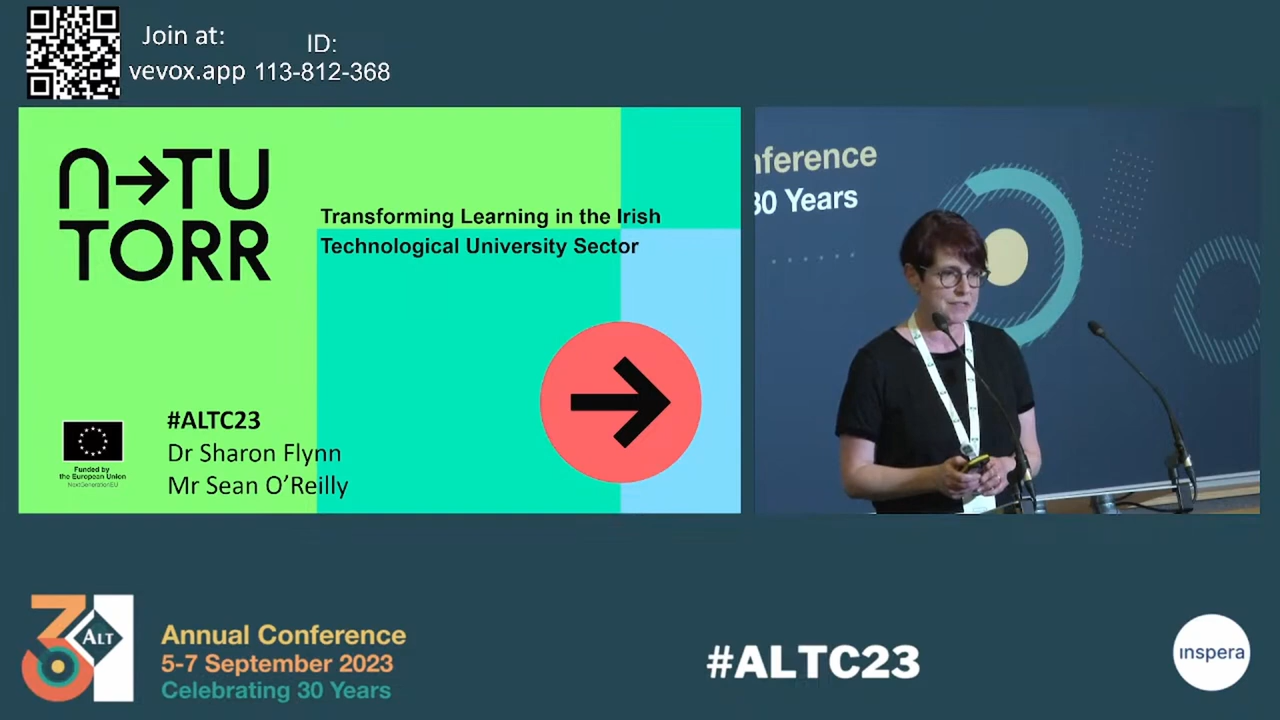 Join at:
ID:
vevox.app 113-812-368
N→TU
TORR
Transforming Learning in the Irish
Technological University Sector
#ALTC23
Dr Sharon Flynn
Mr Sean O'Reilly
Funded by
the European Union
NextGenerationEU
nference
30 Years
30
ALT
Annual Conference
5-7 September 2023
Celebrating 30 Years
#ALTC23
inspera